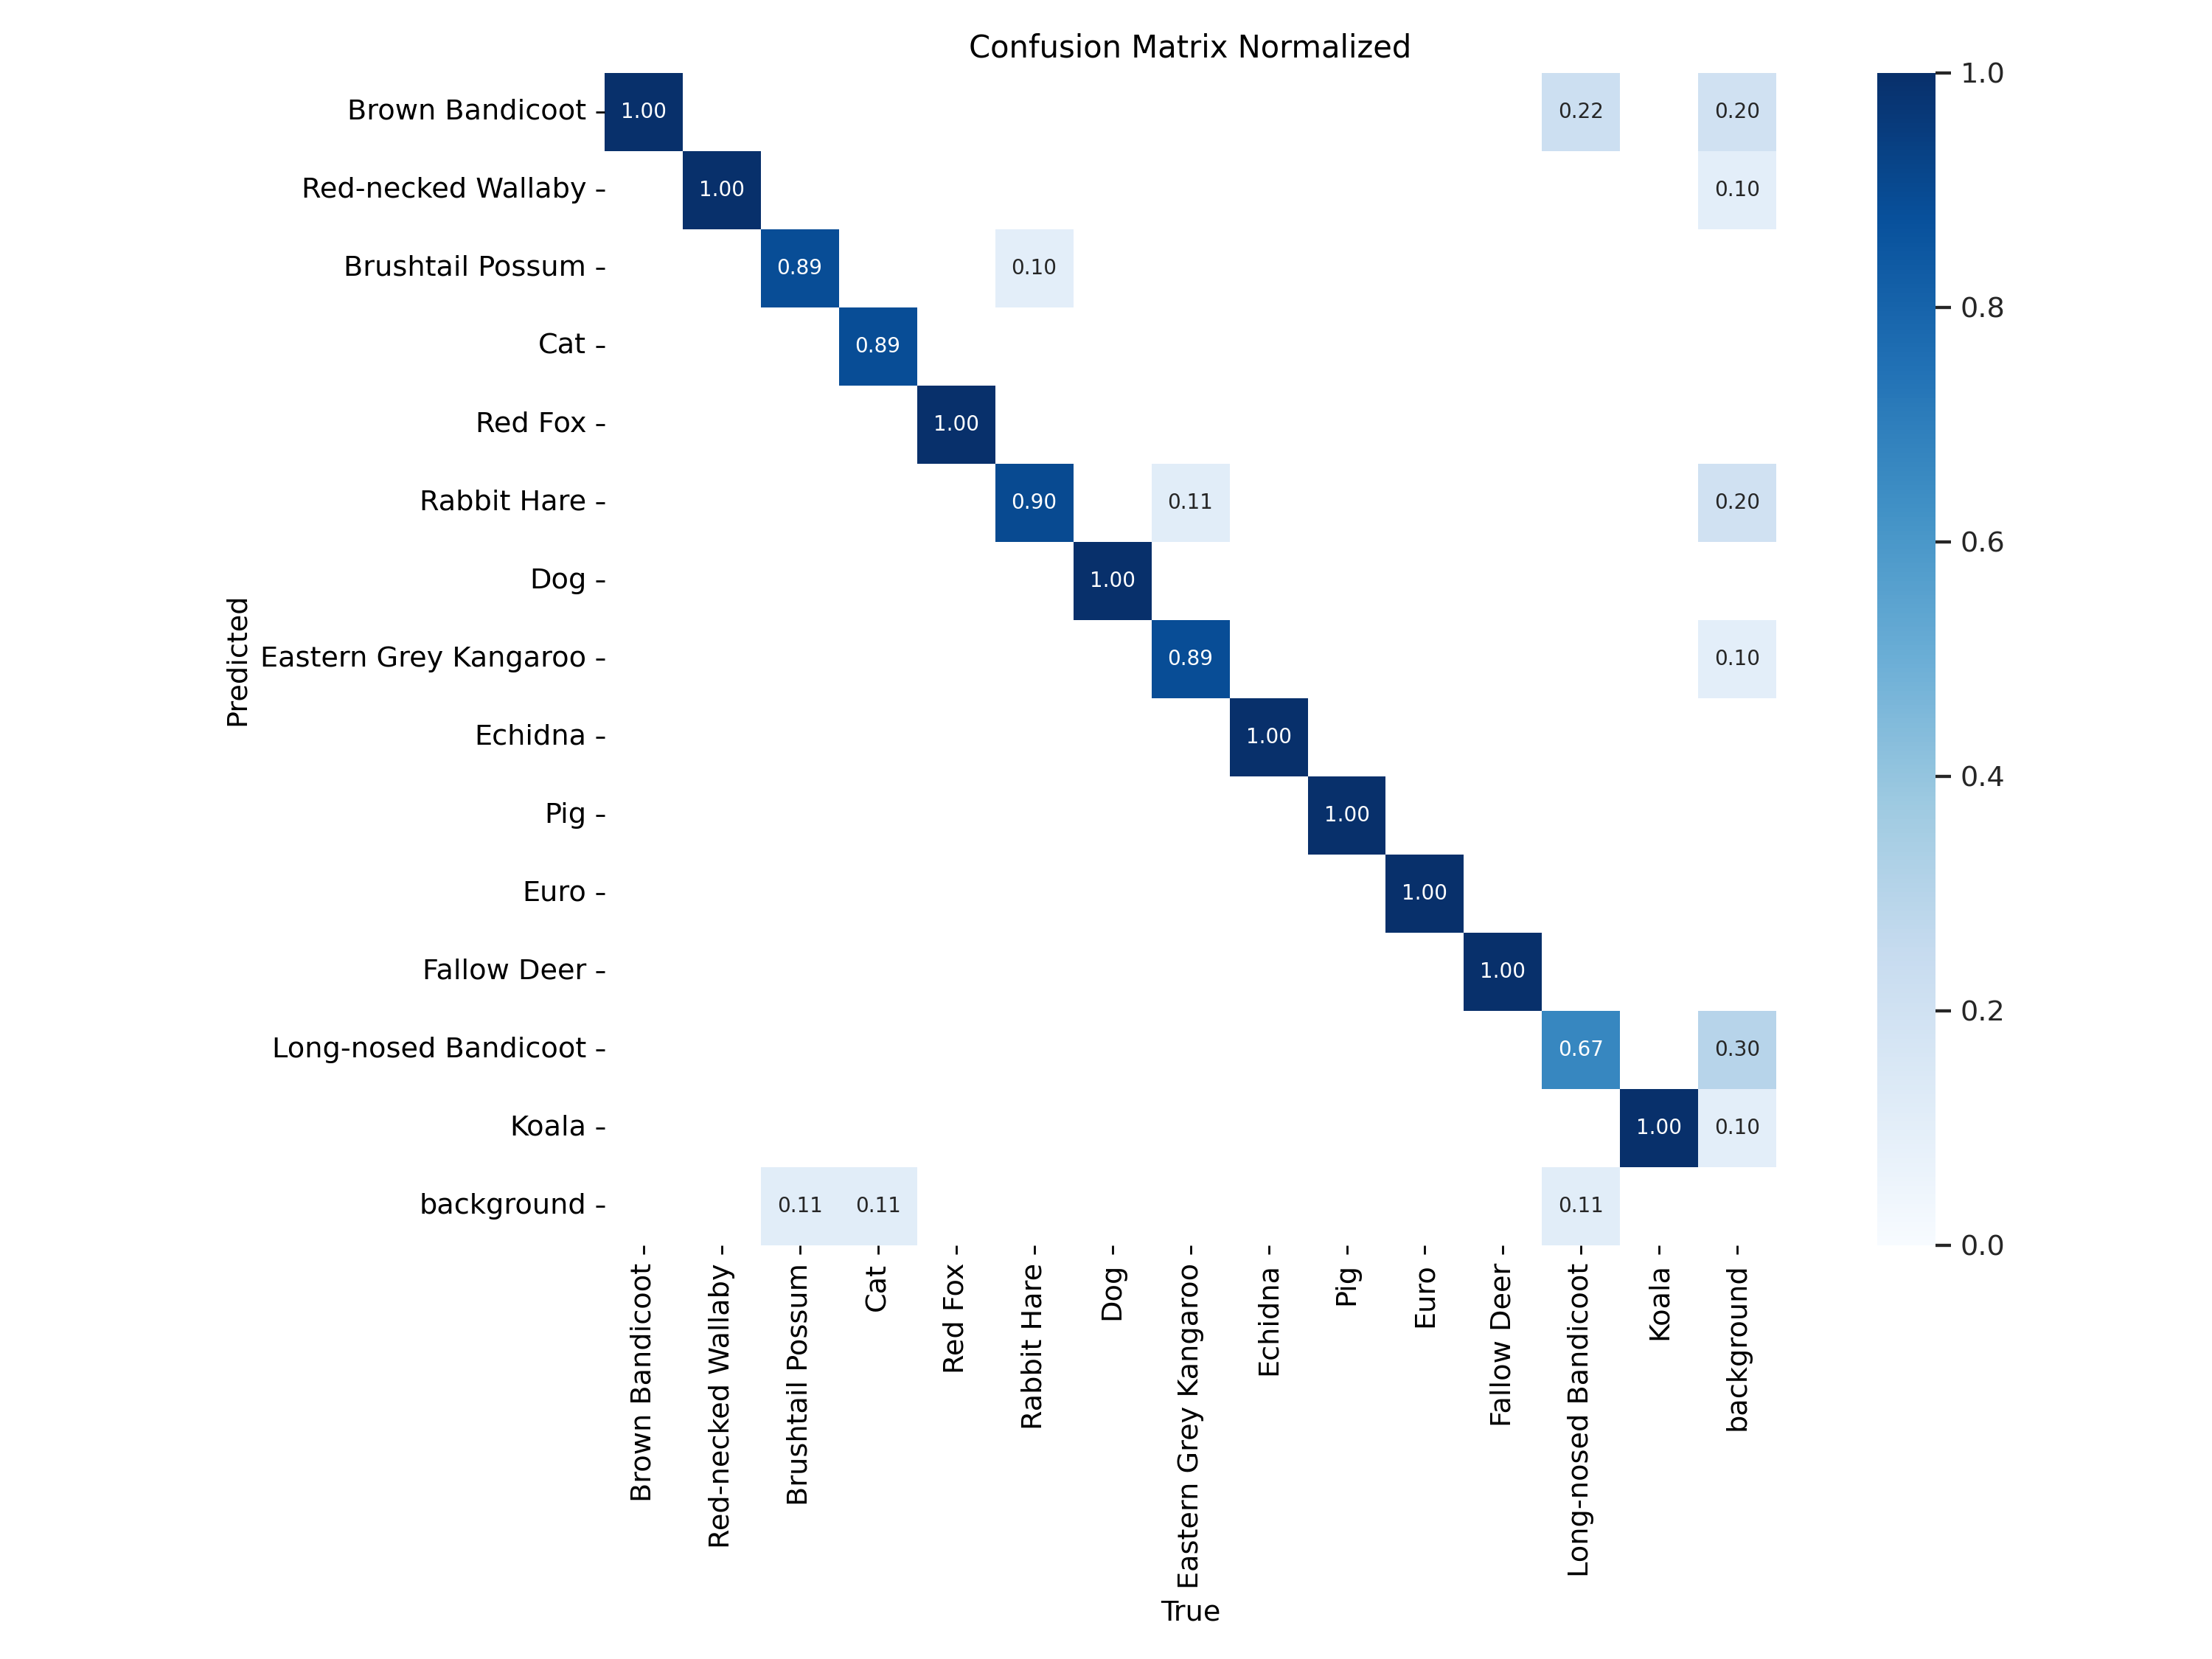 Confusion Matrix Normalized
Brown Bandicoot 1.00 0.22 0.20
Red-necked Wallaby 1.00 0.10
Brushtail Possum 0.89 0.10
Cat 0.89
Red Fox 1.00
Rabbit Hare 0.90 0.11 0.20
Dog 1.00
Eastern Grey Kangaroo 0.89 0.10
Echidna 1.00
Pig 1.00
Euro 1.00
Fallow Deer 1.00
Long-nosed Bandicoot 0.67 0.30
Koala 1.00 0.10
background 0.11 0.11 0.11
Predicted
Brown Bandicoot
Red-necked Wallaby
Brushtail Possum
Cat
Red Fox
Rabbit Hare
Dog
Eastern Grey Kangaroo
Echidna
Pig
Euro
Fallow Deer
Long-nosed Bandicoot
Koala
background
True
1.0
0.8
0.6
0.4
0.2
0.0